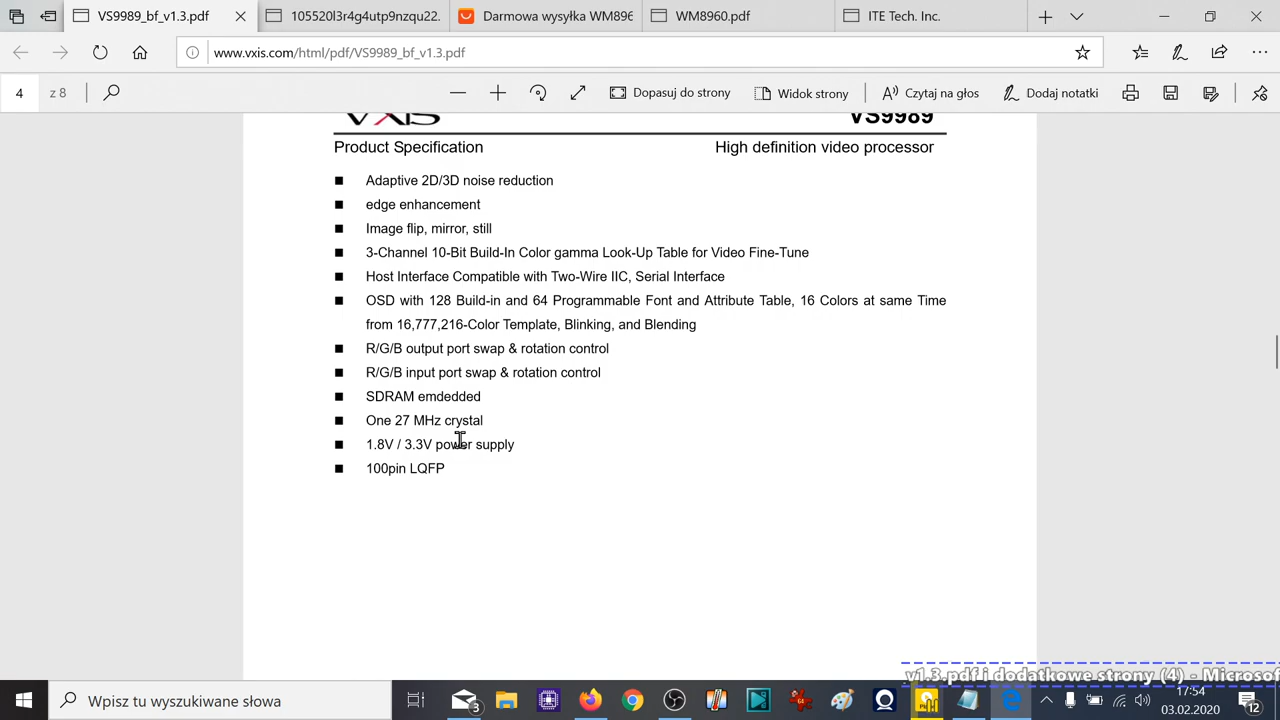 VS9989_bf_v1.3.pdf
105520l3r4g4utp9nzqu22.
Darmowa wysyłka WM896
WM8960.pdf
ITE Tech. Inc.
www.vxis.com/html/pdf/VS9989_bf_v1.3.pdf
4 z 8
Dopasuj do strony
Widok strony
Czytaj na głos
Dodaj notatki
VXIS VS9989
Product Specification High definition video processor
■ Adaptive 2D/3D noise reduction
■ edge enhancement
■ Image flip, mirror, still
■ 3-Channel 10-Bit Build-In Color gamma Look-Up Table for Video Fine-Tune
■ Host Interface Compatible with Two-Wire IIC, Serial Interface
■ OSD with 128 Build-in and 64 Programmable Font and Attribute Table, 16 Colors at same Time
from 16,777,216-Color Template, Blinking, and Blending
■ R/G/B output port swap & rotation control
■ R/G/B input port swap & rotation control
■ SDRAM emdedded
■ One 27 MHz crystal
■ 1.8V / 3.3V power supply
■ 100pin LQFP
v1.3.pdf i dodatkowe strony (4) - Microsof
Wpisz tu wyszukiwane słowa
3
17:54
03.02.2020
12